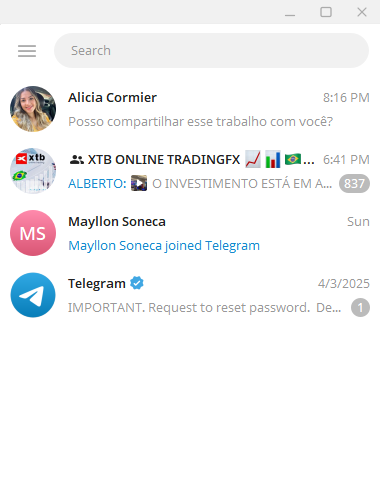 Search
Alicia Cormier 8:16 PM
Posso compartilhar esse trabalho com você?
xtb
XTB ONLINE TRADINGFX 📈📊🇧🇷... 6:41 PM
ALBERTO: O INVESTIMENTO ESTÁ EM A... 837
MS
Mayllon Soneca Sun
Mayllon Soneca joined Telegram
Telegram 4/3/2025
IMPORTANT. Request to reset password. De... 1